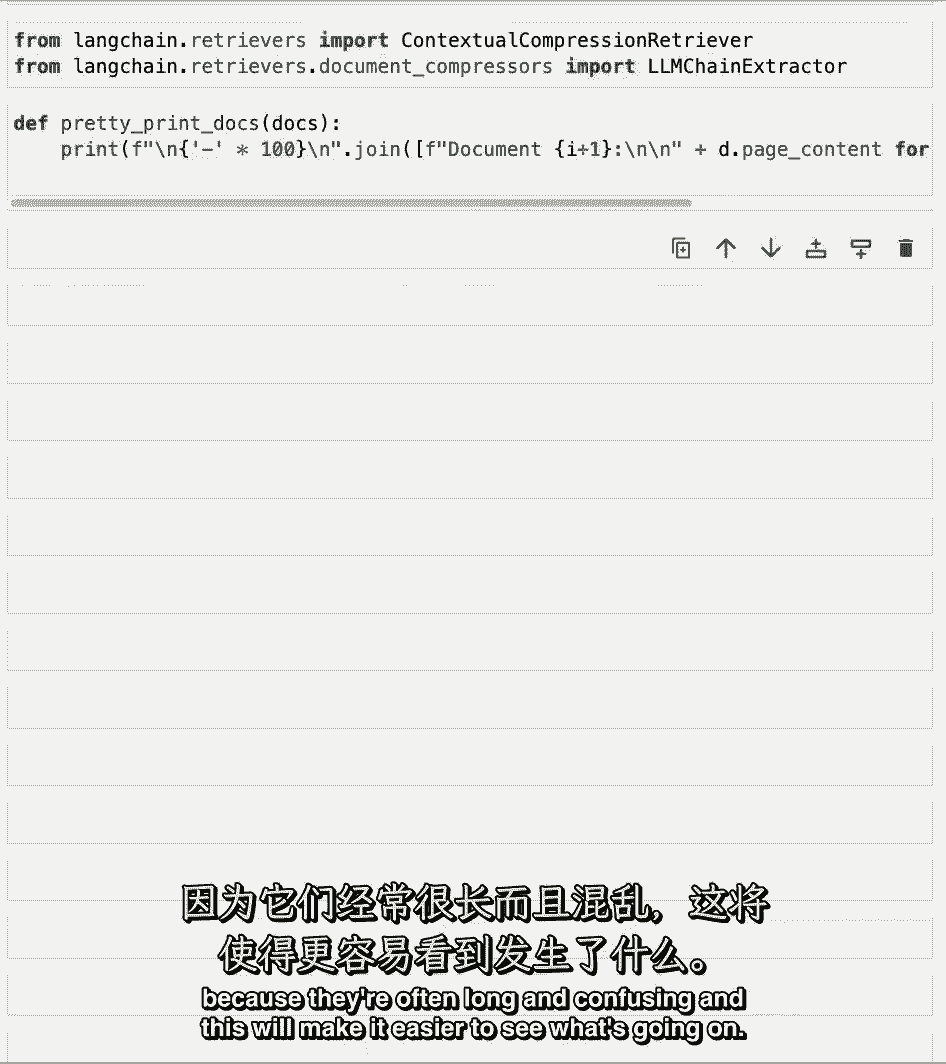 from langchain.retrievers import ContextualCompressionRetriever
from langchain.retrievers.document_compressors import LLMChainExtractor
def pretty_print_docs(docs):
    print(f"\n{'-' * 100}\n".join([f"Document {i+1}:\n\n" + d.page_content for
因为它们经常很长而且混乱，这将
使得更容易看到发生了什么。
because they're often long and confusing and
this will make it easier to see what's going on.